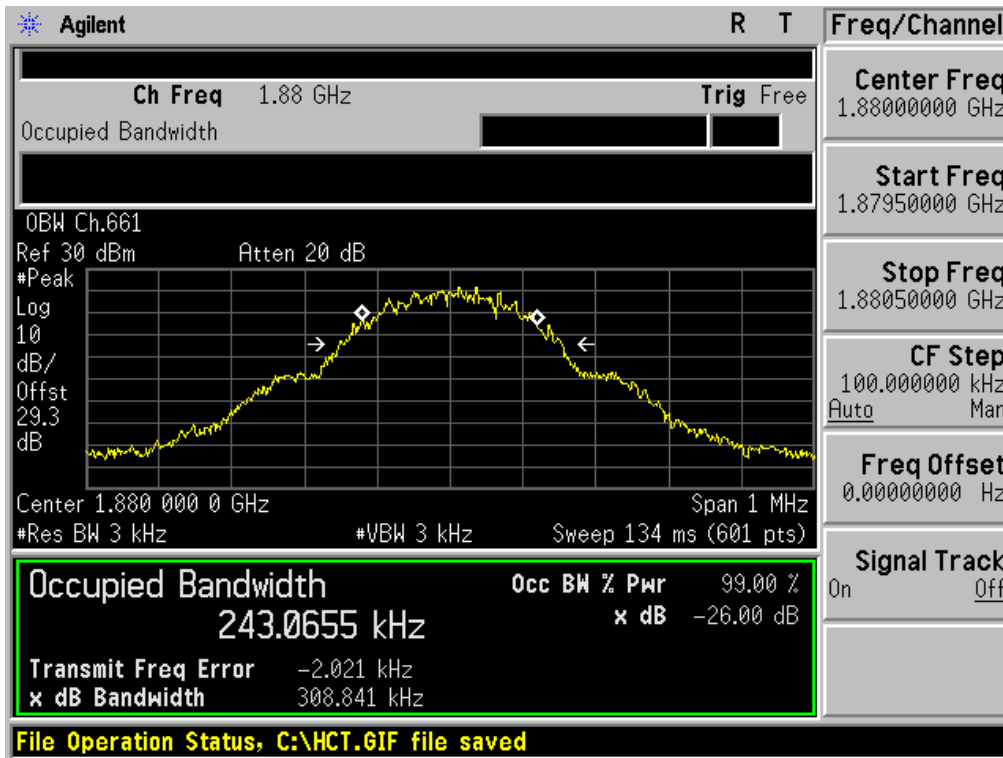 Agilent R T
Freq/Channel
Ch Freq 1.88 GHz Trig Free
Occupied Bandwidth
Center Freq
1.88000000 GHz
Start Freq
1.87950000 GHz
Stop Freq
1.88050000 GHz
CF Step
100.000000 kHz
Auto Man
Freq Offset
0.00000000 Hz
Signal Track
On Off
OBW Ch.661
Ref 30 dBm Atten 20 dB
#Peak
Log
10
dB/
Offst
29.3
dB
Center 1.880 000 0 GHz Span 1 MHz
#Res BW 3 kHz #VBW 3 kHz Sweep 134 ms (601 pts)
Occupied Bandwidth Occ BW % Pwr 99.00 %
243.0655 kHz x dB -26.00 dB
Transmit Freq Error -2.021 kHz
x dB Bandwidth 308.841 kHz
File Operation Status, C:\HCT.GIF file saved